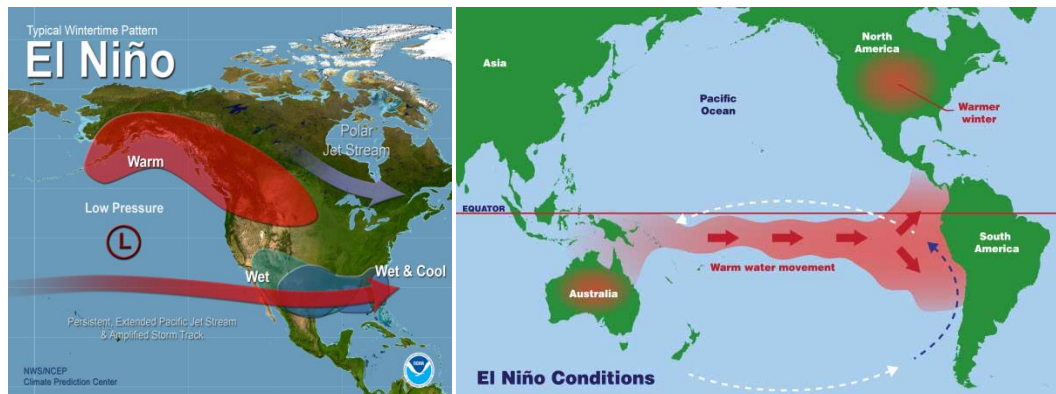 Typical Wintertime Pattern
El Niño
Polar
Jet Stream
Warm
Low Pressure
L
Wet
Wet & Cool
Persistent, Extended Pacific Jet Stream
& Amplified Storm Track
NWS/NCEP
Climate Prediction Center
NOAA
Asia
North
America
Pacific
Ocean
Warmer
winter
EQUATOR
South
America
Warm water movement
Australia
El Niño Conditions